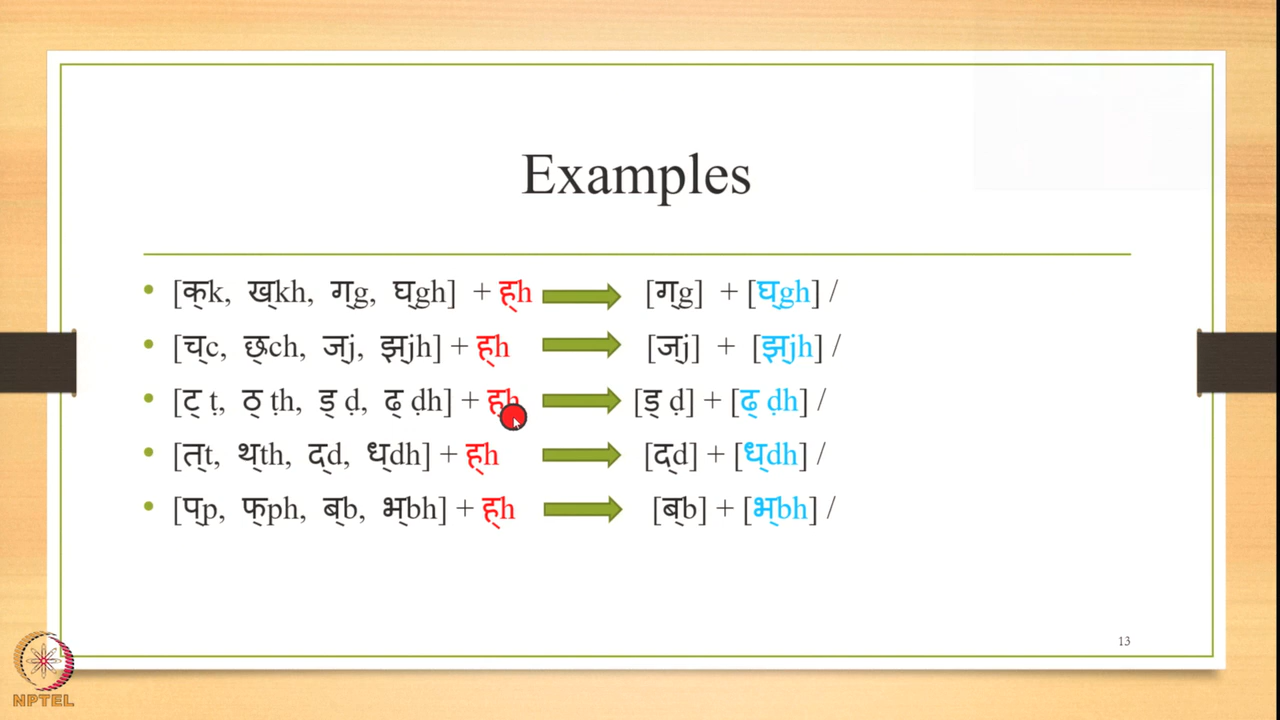 Examples
• [क्k, ख्kh, ग्g, घ्gh] + ह्h [ग्g] + [घ्gh] /
• [च्c, छ्ch, ज्j, झ्jh] + ह्h [ज्j] + [झ्jh] /
• [ट् ṭ, ठ् ṭh, ड् ḍ, ढ् ḍh] + ह्h [ड् ḍ] + [ढ् ḍh] /
• [त्t, थ्th, द्d, ध्dh] + ह्h [द्d] + [ध्dh] /
• [प्p, फ्ph, ब्b, भ्bh] + ह्h [ब्b] + [भ्bh] /
13
NPTEL